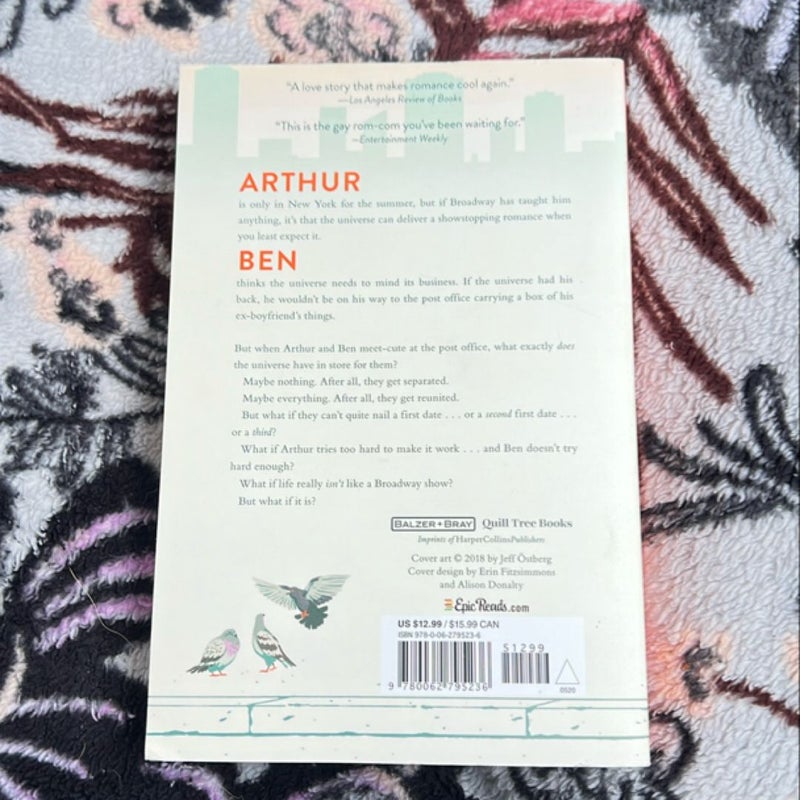 “A love story that makes romance cool again.”
—Los Angeles Review of Books
“This is the gay rom-com you’ve been waiting for.”
—Entertainment Weekly
ARTHUR
is only in New York for the summer, but if Broadway has taught him
anything, it’s that the universe can deliver a showstopping romance when
you least expect it.
BEN
thinks the universe needs to mind its business. If the universe had his
back, he wouldn’t be on his way to the post office carrying a box of his
ex-boyfriend’s things.
But when Arthur and Ben meet-cute at the post office, what exactly does
the universe have in store for them?
Maybe nothing. After all, they get separated.
Maybe everything. After all, they get reunited.
But what if they can’t quite nail a first date . . . or a second first date . . .
or a third?
What if Arthur tries too hard to make it work . . . and Ben doesn’t try
hard enough?
What if life really isn’t like a Broadway show?
But what if it is?
BALZER + BRAY Quill Tree Books
Imprints of HarperCollinsPublishers
Cover art © 2018 by Jeff Östberg
Cover design by Erin Fitzsimmons
and Alison Donalty
EpicReads.com
US $12.99 / $15.99 CAN
ISBN 978-0-06-279523-6
51299
9 780062 795236
0520